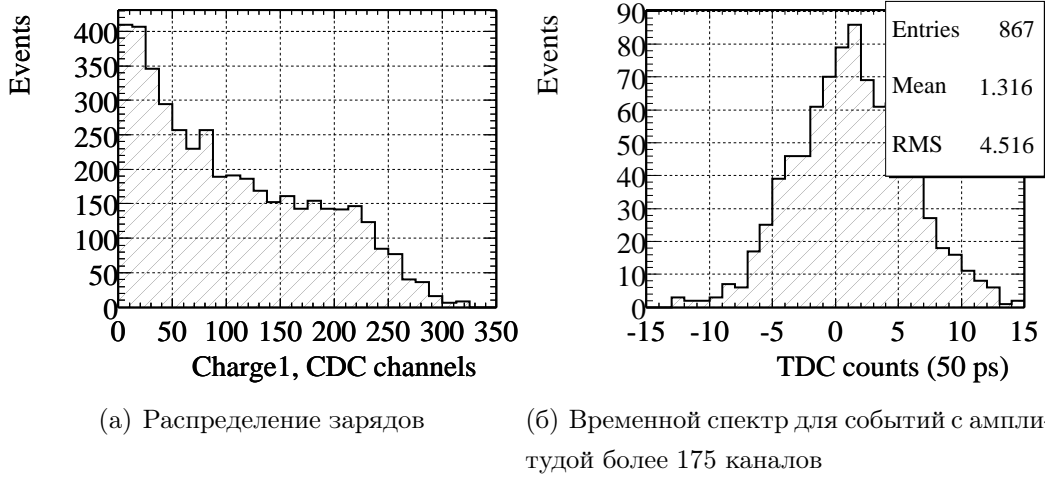 Events
400
350
300
250
200
150
100
50
0
0 50 100 150 200 250 300 350
Charge1, CDC channels
(а) Распределение зарядов
Events
90
80
70
60
50
40
30
20
10
0
-15 -10 -5 0 5 10 15
TDC counts (50 ps)
Entries 867
Mean 1.316
RMS 4.516
(б) Временной спектр для событий с ампли-
тудой более 175 каналов